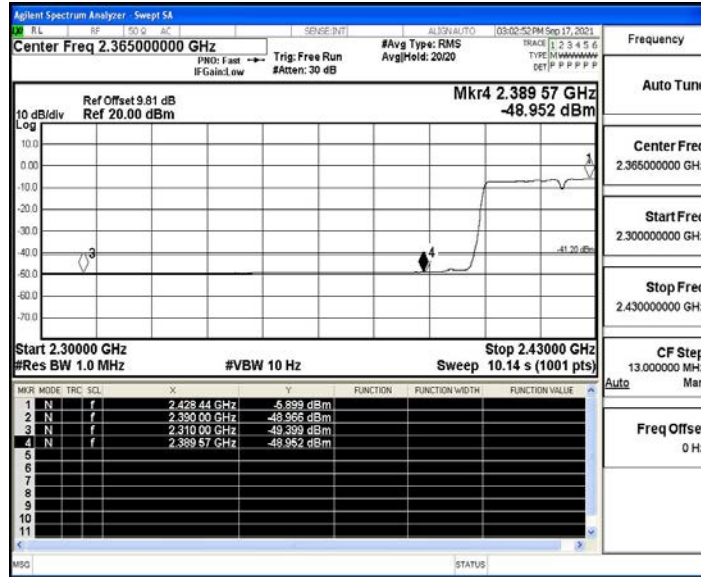 Agilent Spectrum Analyzer - Swept SA
RL RF 50 Ω AC SENSE:INT ALIGN AUTO 03:02:52 PM Sep 17, 2021
Center Freq 2.365000000 GHz
PNO: Fast
IFGain:Low
Trig: Free Run
#Atten: 30 dB
#Avg Type: RMS
Avg|Hold: 20/20
TRACE 1 2 3 4 5 6
TYPE M W W W W W
DET P P P P P P
Ref Offset 9.81 dB
10 dB/div Ref 20.00 dBm
Log
Mkr4 2.389 57 GHz
-48.952 dBm
10.0
0.00
-10.0
-20.0
-30.0
-40.0
-50.0
-60.0
-70.0
1
3
4
-41.20 dBm
Start 2.30000 GHz Stop 2.43000 GHz
#Res BW 1.0 MHz #VBW 10 Hz Sweep 10.14 s (1001 pts)
MKR MODE TRC SCL X Y FUNCTION FUNCTION WIDTH FUNCTION VALUE
1 N f 2.428 44 GHz -5.899 dBm
2 N f 2.390 00 GHz -48.966 dBm
3 N f 2.310 00 GHz -49.399 dBm
4 N f 2.389 57 GHz -48.952 dBm
5
6
7
8
9
10
11
MSG STATUS
Frequency
Auto Tune
Center Freq
2.365000000 GHz
Start Freq
2.300000000 GHz
Stop Freq
2.430000000 GHz
CF Step
13.000000 MHz
Auto Man
Freq Offset
0 Hz